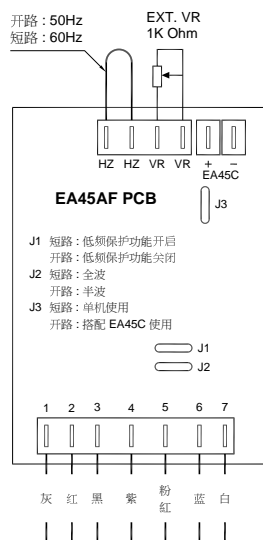 开路 : 50Hz
短路 : 60Hz
EXT. VR
1K Ohm
HZ HZ VR VR + −
EA45C
EA45AF PCB
J3
J1 短路 : 低频保护功能开启
开路 : 低频保护功能关闭
J2 短路 : 全波
开路 : 半波
J3 短路 : 单机使用
开路 : 搭配 EA45C 使用
J1
J2
1 2 3 4 5 6 7
灰 红 黑 紫 粉红 蓝 白